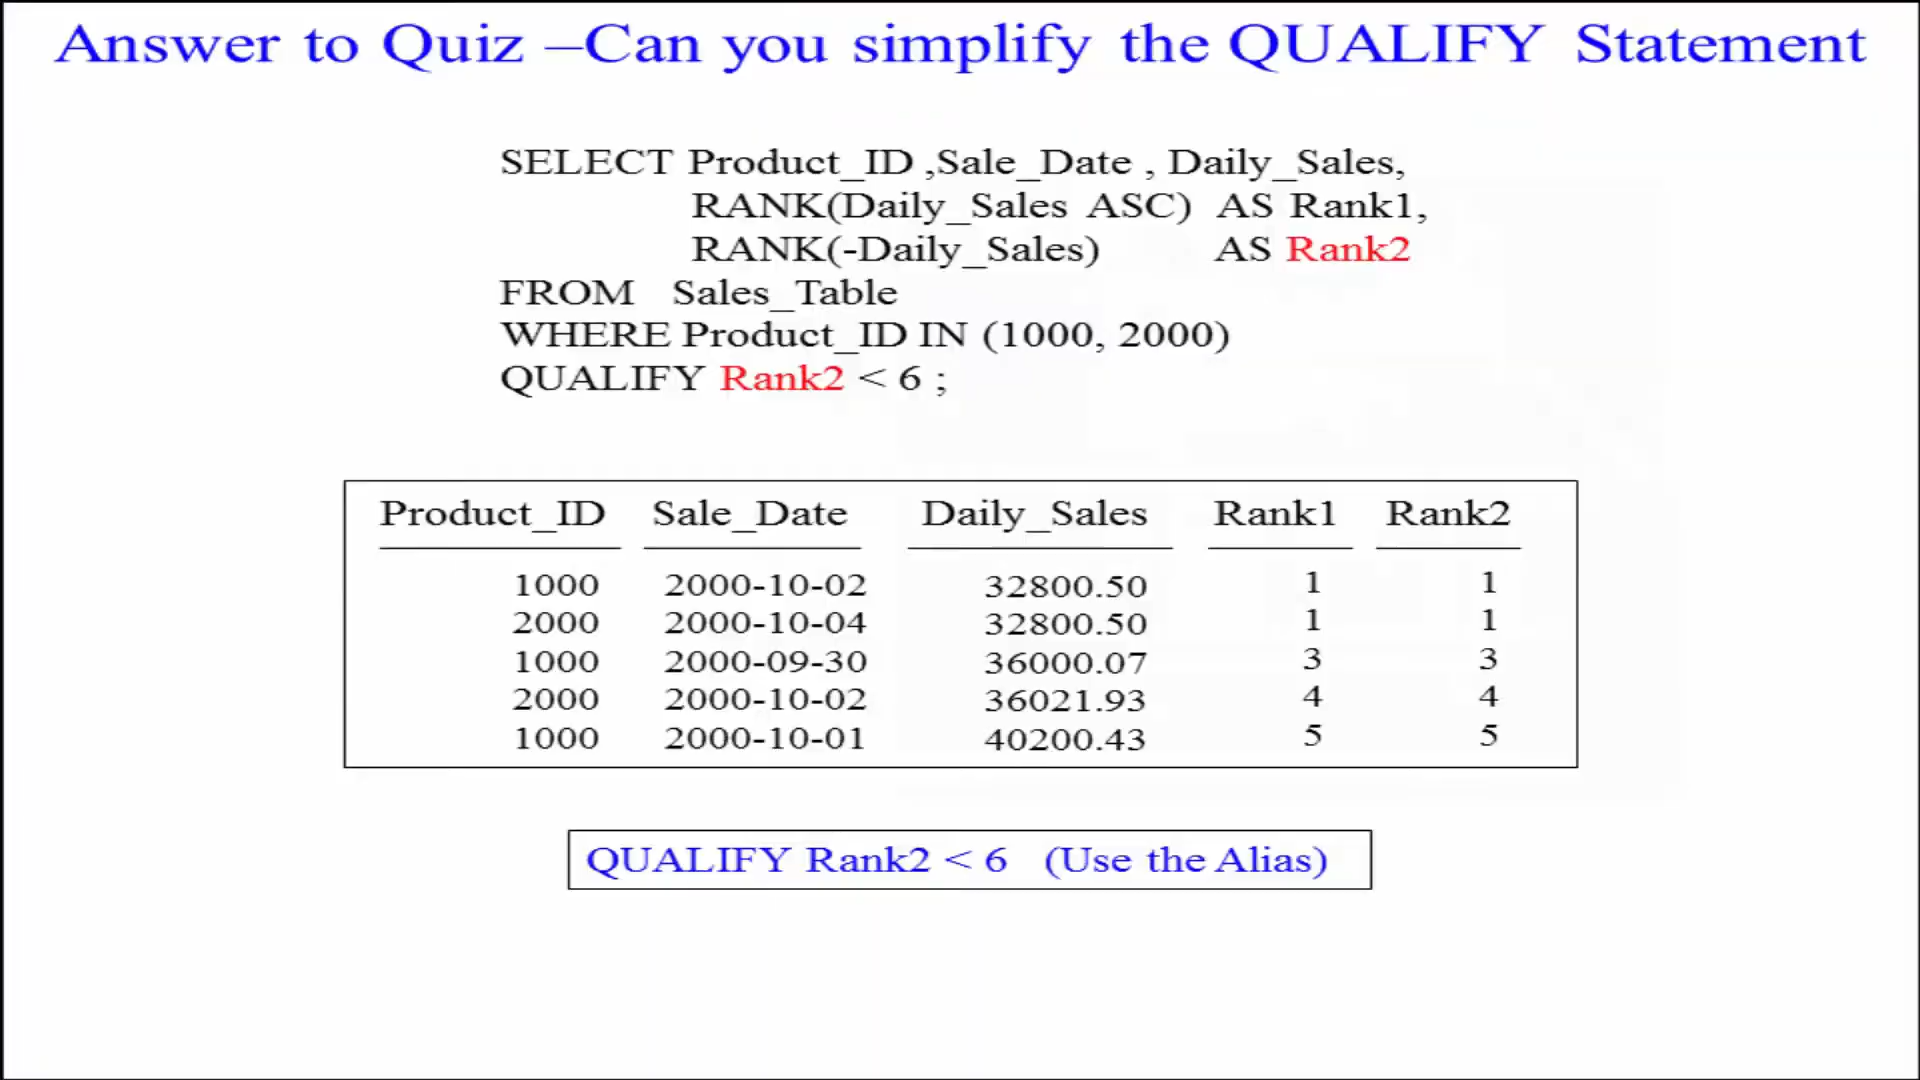 Answer to Quiz –Can you simplify the QUALIFY Statement
SELECT Product_ID ,Sale_Date , Daily_Sales,
RANK(Daily_Sales ASC) AS Rank1,
RANK(-Daily_Sales) AS Rank2
FROM Sales_Table
WHERE Product_ID IN (1000, 2000)
QUALIFY Rank2 < 6 ;
Product_ID Sale_Date Daily_Sales Rank1 Rank2
1000 2000-10-02 32800.50 1 1
2000 2000-10-04 32800.50 1 1
1000 2000-09-30 36000.07 3 3
2000 2000-10-02 36021.93 4 4
1000 2000-10-01 40200.43 5 5
QUALIFY Rank2 < 6 (Use the Alias)